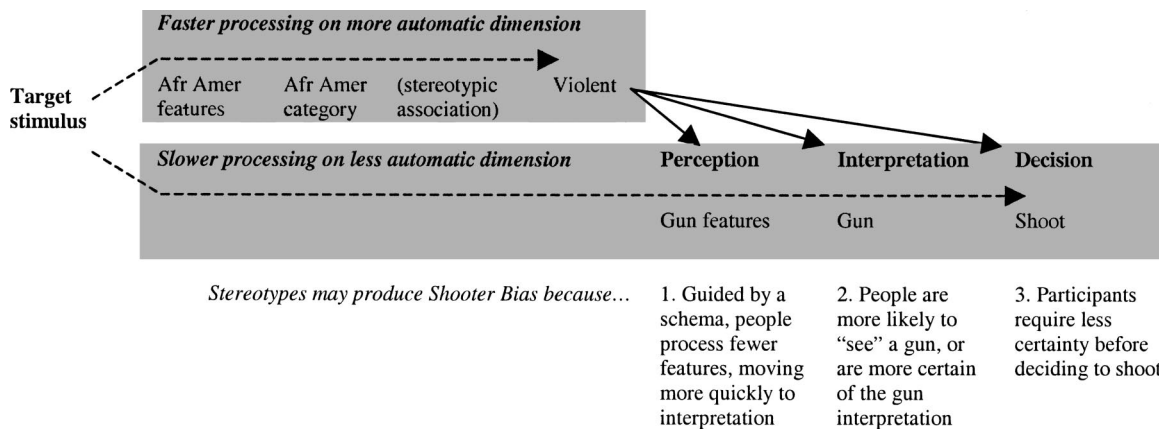 Faster processing on more automatic dimension
Target
stimulus
Afr Amer
features
Afr Amer
category
(stereotypic
association)
Violent
Slower processing on less automatic dimension
Perception
Interpretation
Decision
Gun features
Gun
Shoot
Stereotypes may produce Shooter Bias because…
1. Guided by a
schema, people
process fewer
features, moving
more quickly to
interpretation
2. People are
more likely to
“see” a gun, or
are more certain
of the gun
interpretation
3. Participants
require less
certainty before
deciding to shoot